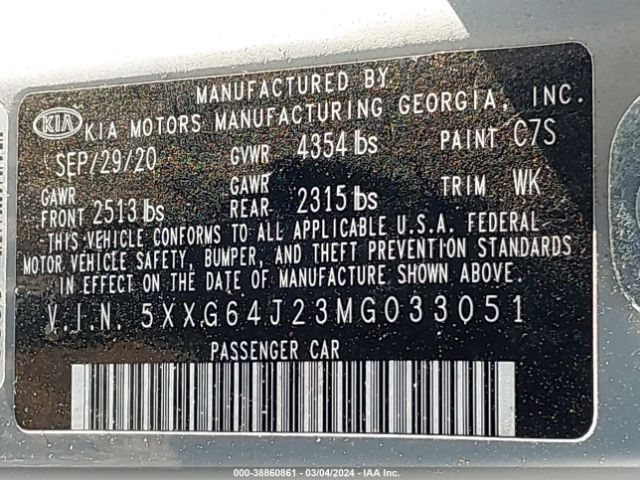 MANUFACTURED BY
KIA KIA MOTORS MANUFACTURING GEORGIA, INC.
SEP/29/20 GVWR 4354 lbs PAINT C7S
GAWR FRONT 2513 lbs GAWR REAR 2315 lbs TRIM WK
THIS VEHICLE CONFORMS TO ALL APPLICABLE U.S.A. FEDERAL
MOTOR VEHICLE SAFETY, BUMPER, AND THEFT PREVENTION STANDARDS
IN EFFECT ON THE DATE OF MANUFACTURE SHOWN ABOVE.
V.I.N. 5XXG64J23MG033051
PASSENGER CAR
000-38860861 - 03/04/2024 - IAA Inc.